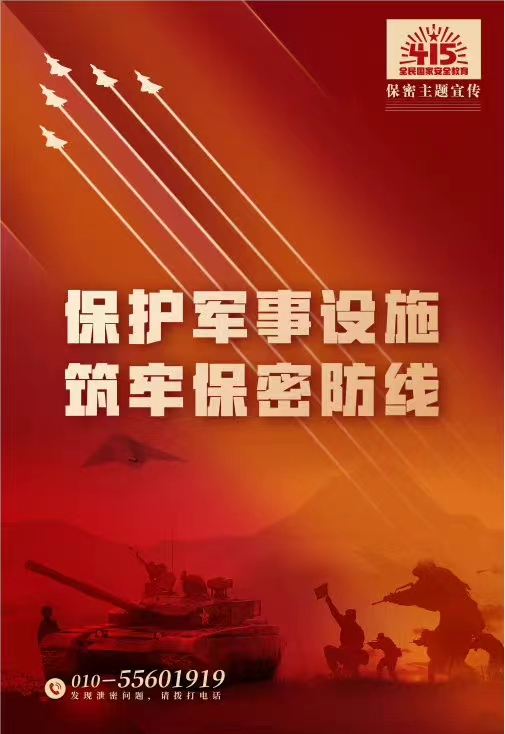 415
全民国家安全教育
保密主题宣传
保护军事设施
筑牢保密防线
010-55601919
发现泄密问题，请拨打电话